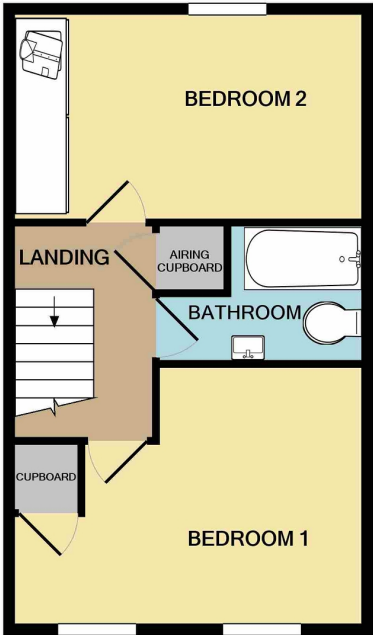 BEDROOM 2
LANDING
AIRING
CUPBOARD
BATHROOM
CUPBOARD
BEDROOM 1